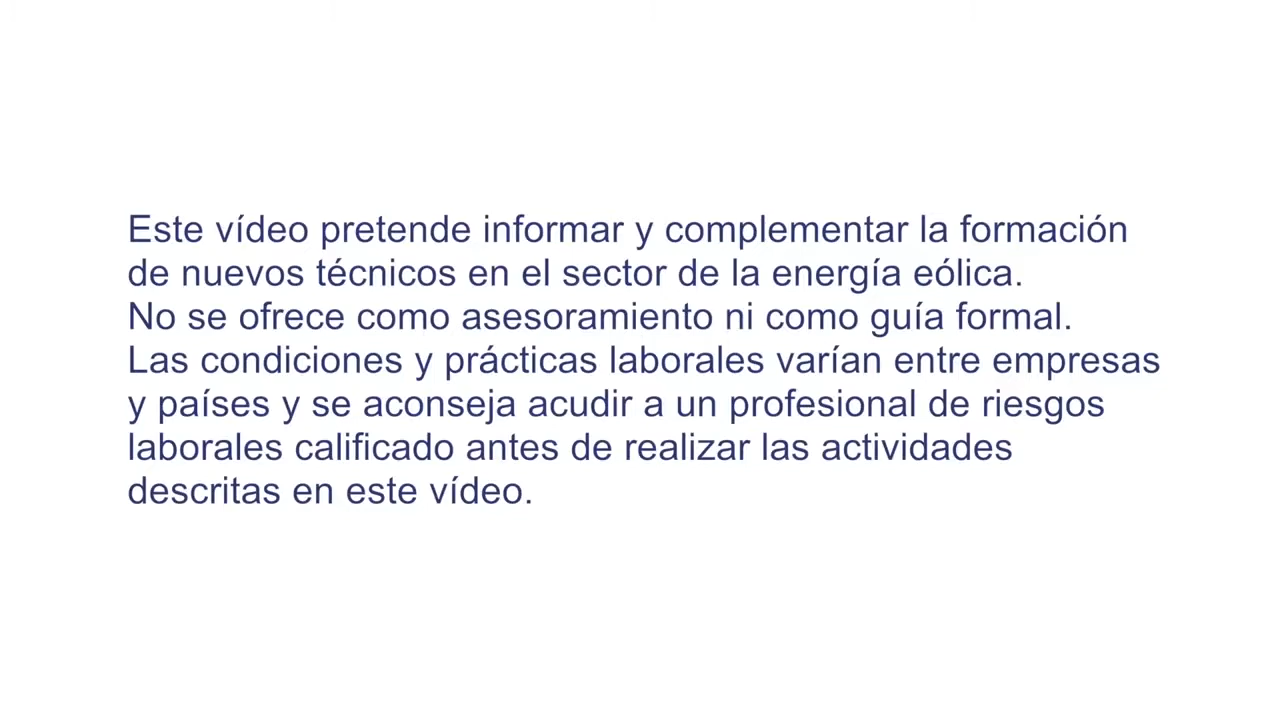 Este vídeo pretende informar y complementar la formación
de nuevos técnicos en el sector de la energía eólica.
No se ofrece como asesoramiento ni como guía formal.
Las condiciones y prácticas laborales varían entre empresas
y países y se aconseja acudir a un profesional de riesgos
laborales calificado antes de realizar las actividades
descritas en este vídeo.